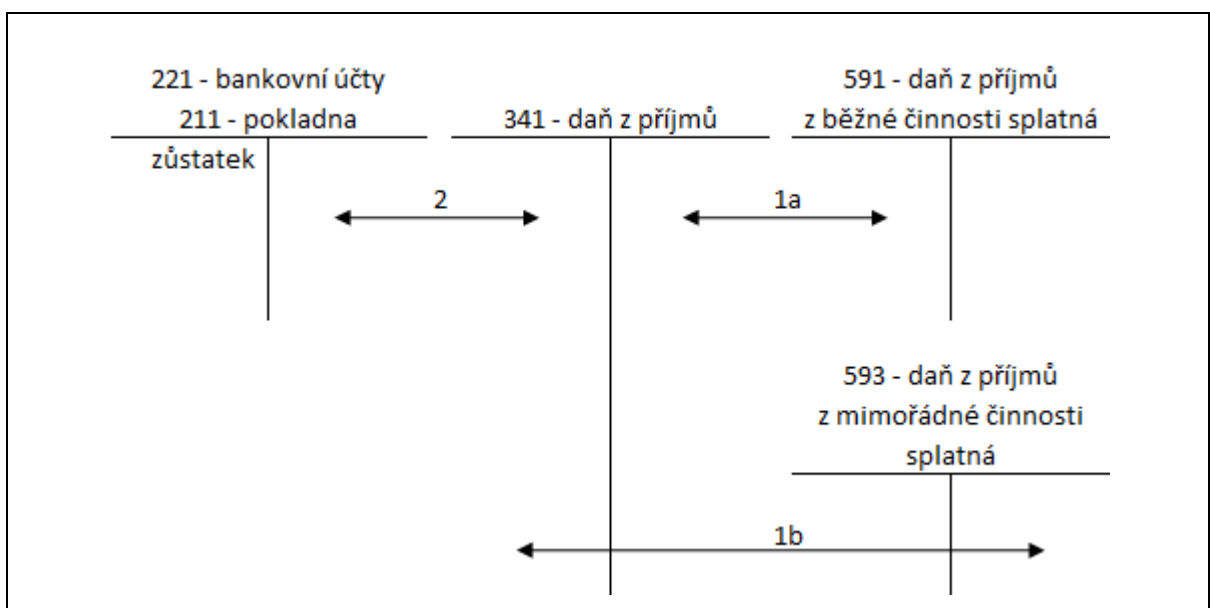 221 - bankovní účty
211 - pokladna
341 - daň z příjmů
591 - daň z příjmů
z běžné činnosti splatná
zůstatek
2
1a
593 - daň z příjmů
z mimořádné činnosti
splatná
1b